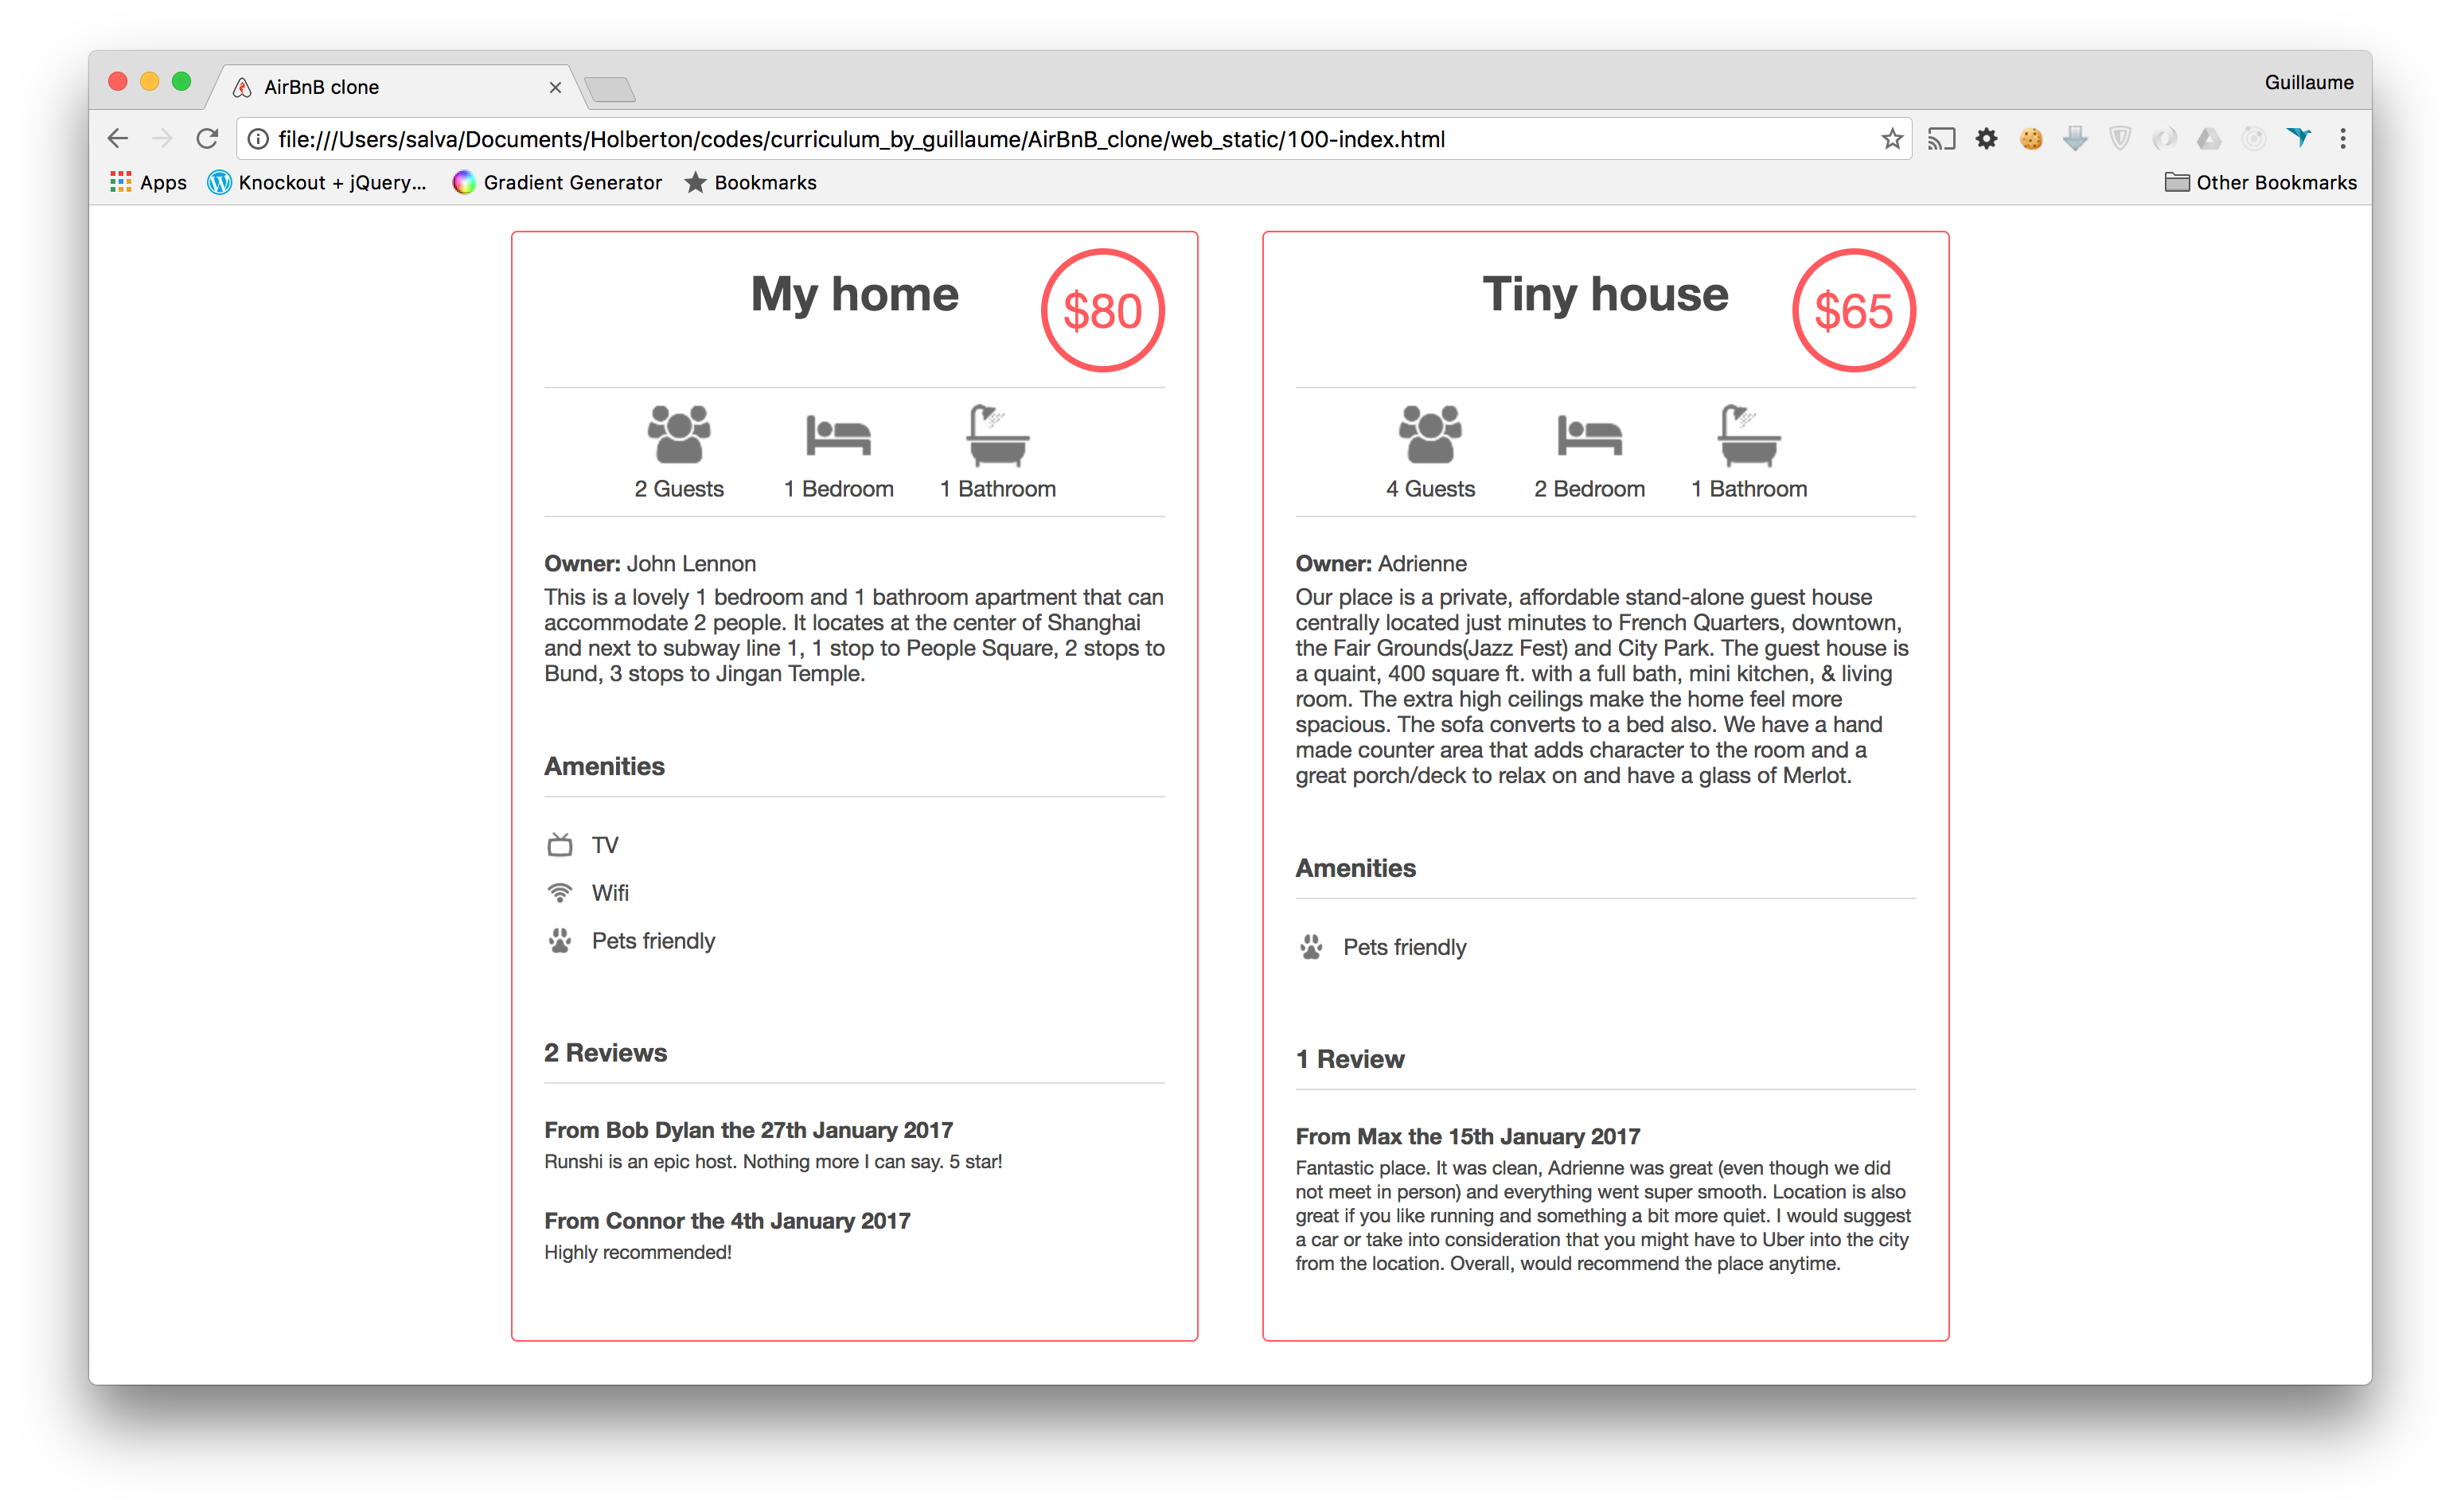 AirBnB clone
Guillaume
file:///Users/salva/Documents/Holberton/codes/curriculum_by_guillaume/AirBnB_clone/web_static/100-index.html
Apps Knockout + jQuery... Gradient Generator Bookmarks Other Bookmarks
My home
$80
2 Guests 1 Bedroom 1 Bathroom
Owner: John Lennon
This is a lovely 1 bedroom and 1 bathroom apartment that can
accommodate 2 people. It locates at the center of Shanghai
and next to subway line 1, 1 stop to People Square, 2 stops to
Bund, 3 stops to Jingan Temple.
Amenities
TV
Wifi
Pets friendly
2 Reviews
From Bob Dylan the 27th January 2017
Runshi is an epic host. Nothing more I can say. 5 star!
From Connor the 4th January 2017
Highly recommended!
Tiny house
$65
4 Guests 2 Bedroom 1 Bathroom
Owner: Adrienne
Our place is a private, affordable stand-alone guest house
centrally located just minutes to French Quarters, downtown,
the Fair Grounds(Jazz Fest) and City Park. The guest house is
a quaint, 400 square ft. with a full bath, mini kitchen, & living
room. The extra high ceilings make the home feel more
spacious. The sofa converts to a bed also. We have a hand
made counter area that adds character to the room and a
great porch/deck to relax on and have a glass of Merlot.
Amenities
Pets friendly
1 Review
From Max the 15th January 2017
Fantastic place. It was clean, Adrienne was great (even though we did
not meet in person) and everything went super smooth. Location is also
great if you like running and something a bit more quiet. I would suggest
a car or take into consideration that you might have to Uber into the city
from the location. Overall, would recommend the place anytime.